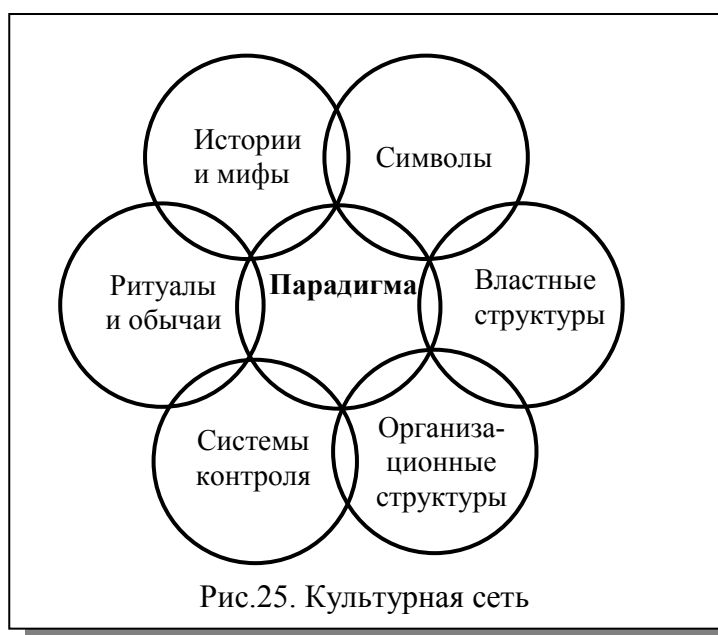 Истории
и мифы
Символы
Ритуалы
и обычаи
Парадигма
Властные
структуры
Системы
контроля
Организа-
ционные
структуры
Рис.25. Культурная сеть